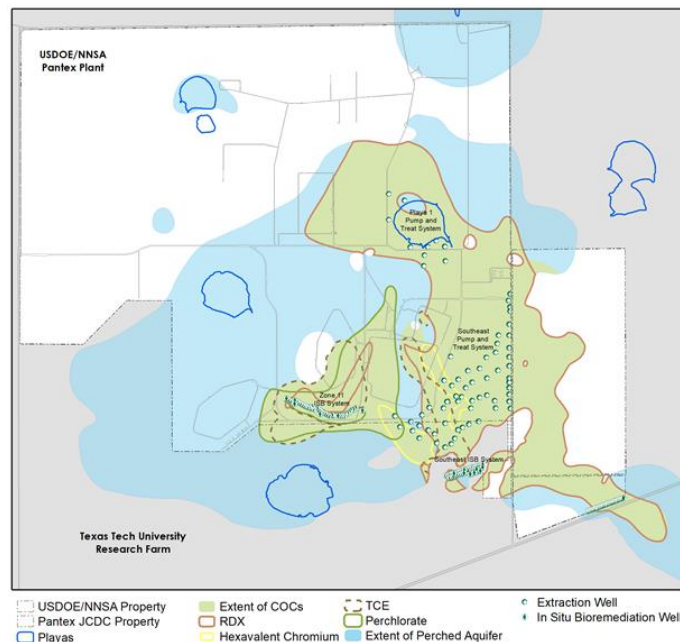 USDOE/NNSA
Pantex Plant
Playa 1
Pump and
Treat System
Southeast
Pump and
Treat System
Zone 11
ISB System
Southeast ISB System
Texas Tech University
Research Farm
USDOE/NNSA Property
Pantex JCDC Property
Playas
Extent of COCs
RDX
Hexavalent Chromium
TCE
Perchlorate
Extent of Perched Aquifer
Extraction Well
In Situ Bioremediation Well